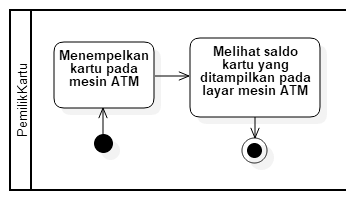 PemilikKartu
Menempelkan
kartu pada
mesin ATM
Melihat saldo
kartu yang
ditampilkan pada
layar mesin ATM